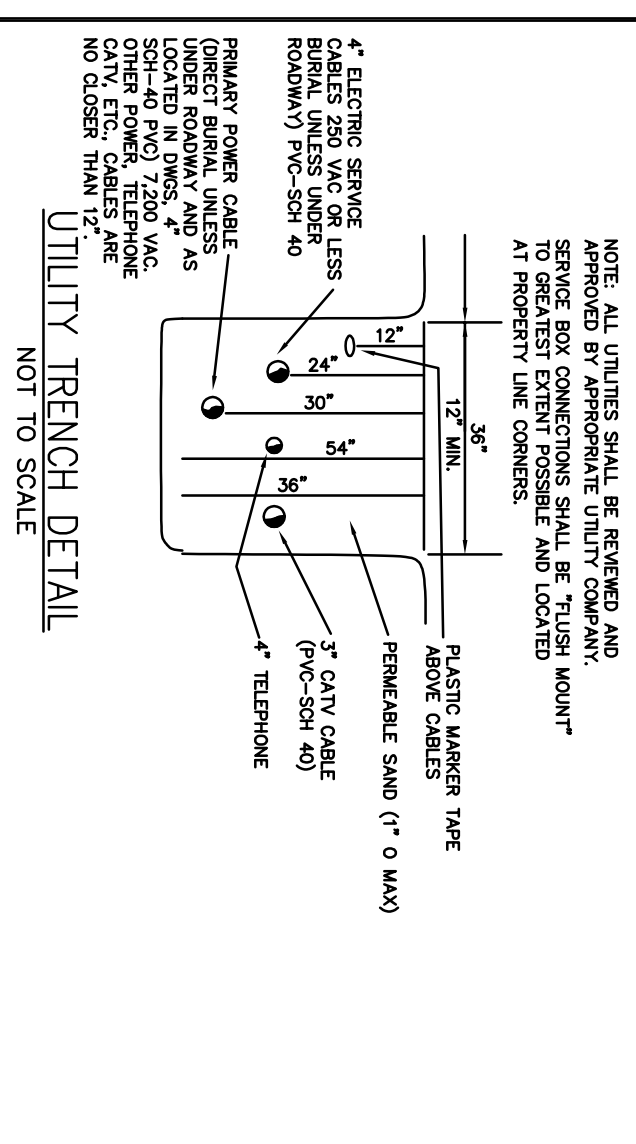 NOTE: ALL UTILITIES SHALL BE REVIEWED AND
APPROVED BY APPROPRIATE UTILITY COMPANY.
SERVICE BOX CONNECTIONS SHALL BE "FLUSH MOUNT"
TO GREATEST EXTENT POSSIBLE AND LOCATED
AT PROPERTY LINE CORNERS.
36"
12" MIN.
12"
24"
30"
54"
36"
4" ELECTRIC SERVICE
CABLES 250 VAC OR LESS
BURIAL UNLESS UNDER
ROADWAY) PVC-SCH 40
PRIMARY POWER CABLE
(DIRECT BURIAL UNLESS
UNDER ROADWAY AND AS
LOCATED IN DWGS, 4"
SCH-40 PVC) 7,200 VAC.
OTHER POWER, TELEPHONE
CATV, ETC., CABLES ARE
NO CLOSER THAN 12".
PLASTIC MARKER TAPE
ABOVE CABLES
PERMEABLE SAND (1" O MAX)
3" CATV CABLE
(PVC-SCH 40)
4" TELEPHONE
UTILITY TRENCH DETAIL
NOT TO SCALE